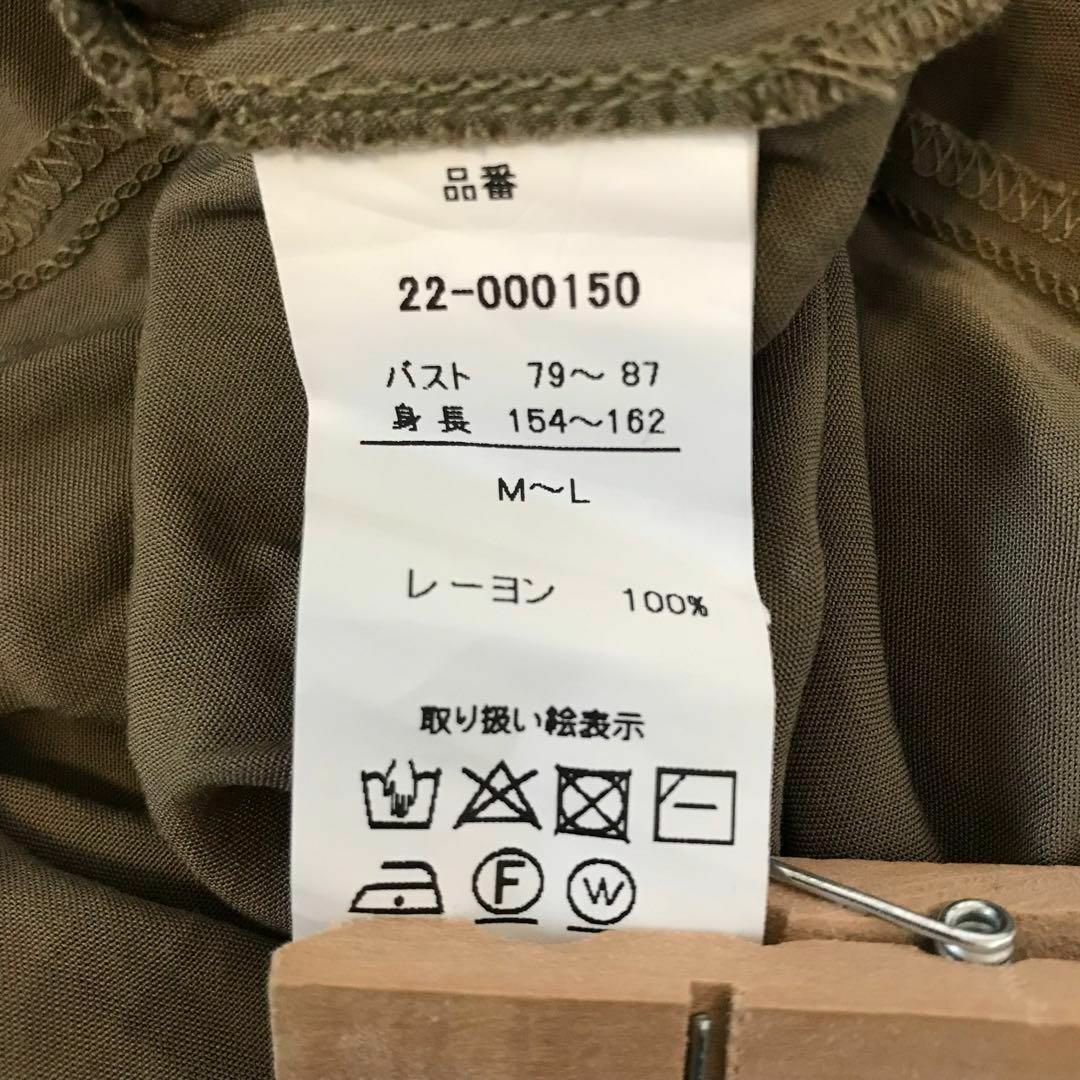 品番
22-000150
バスト 79～87
身長 154～162
M～L
レーヨン 100%
取り扱い絵表示
F W